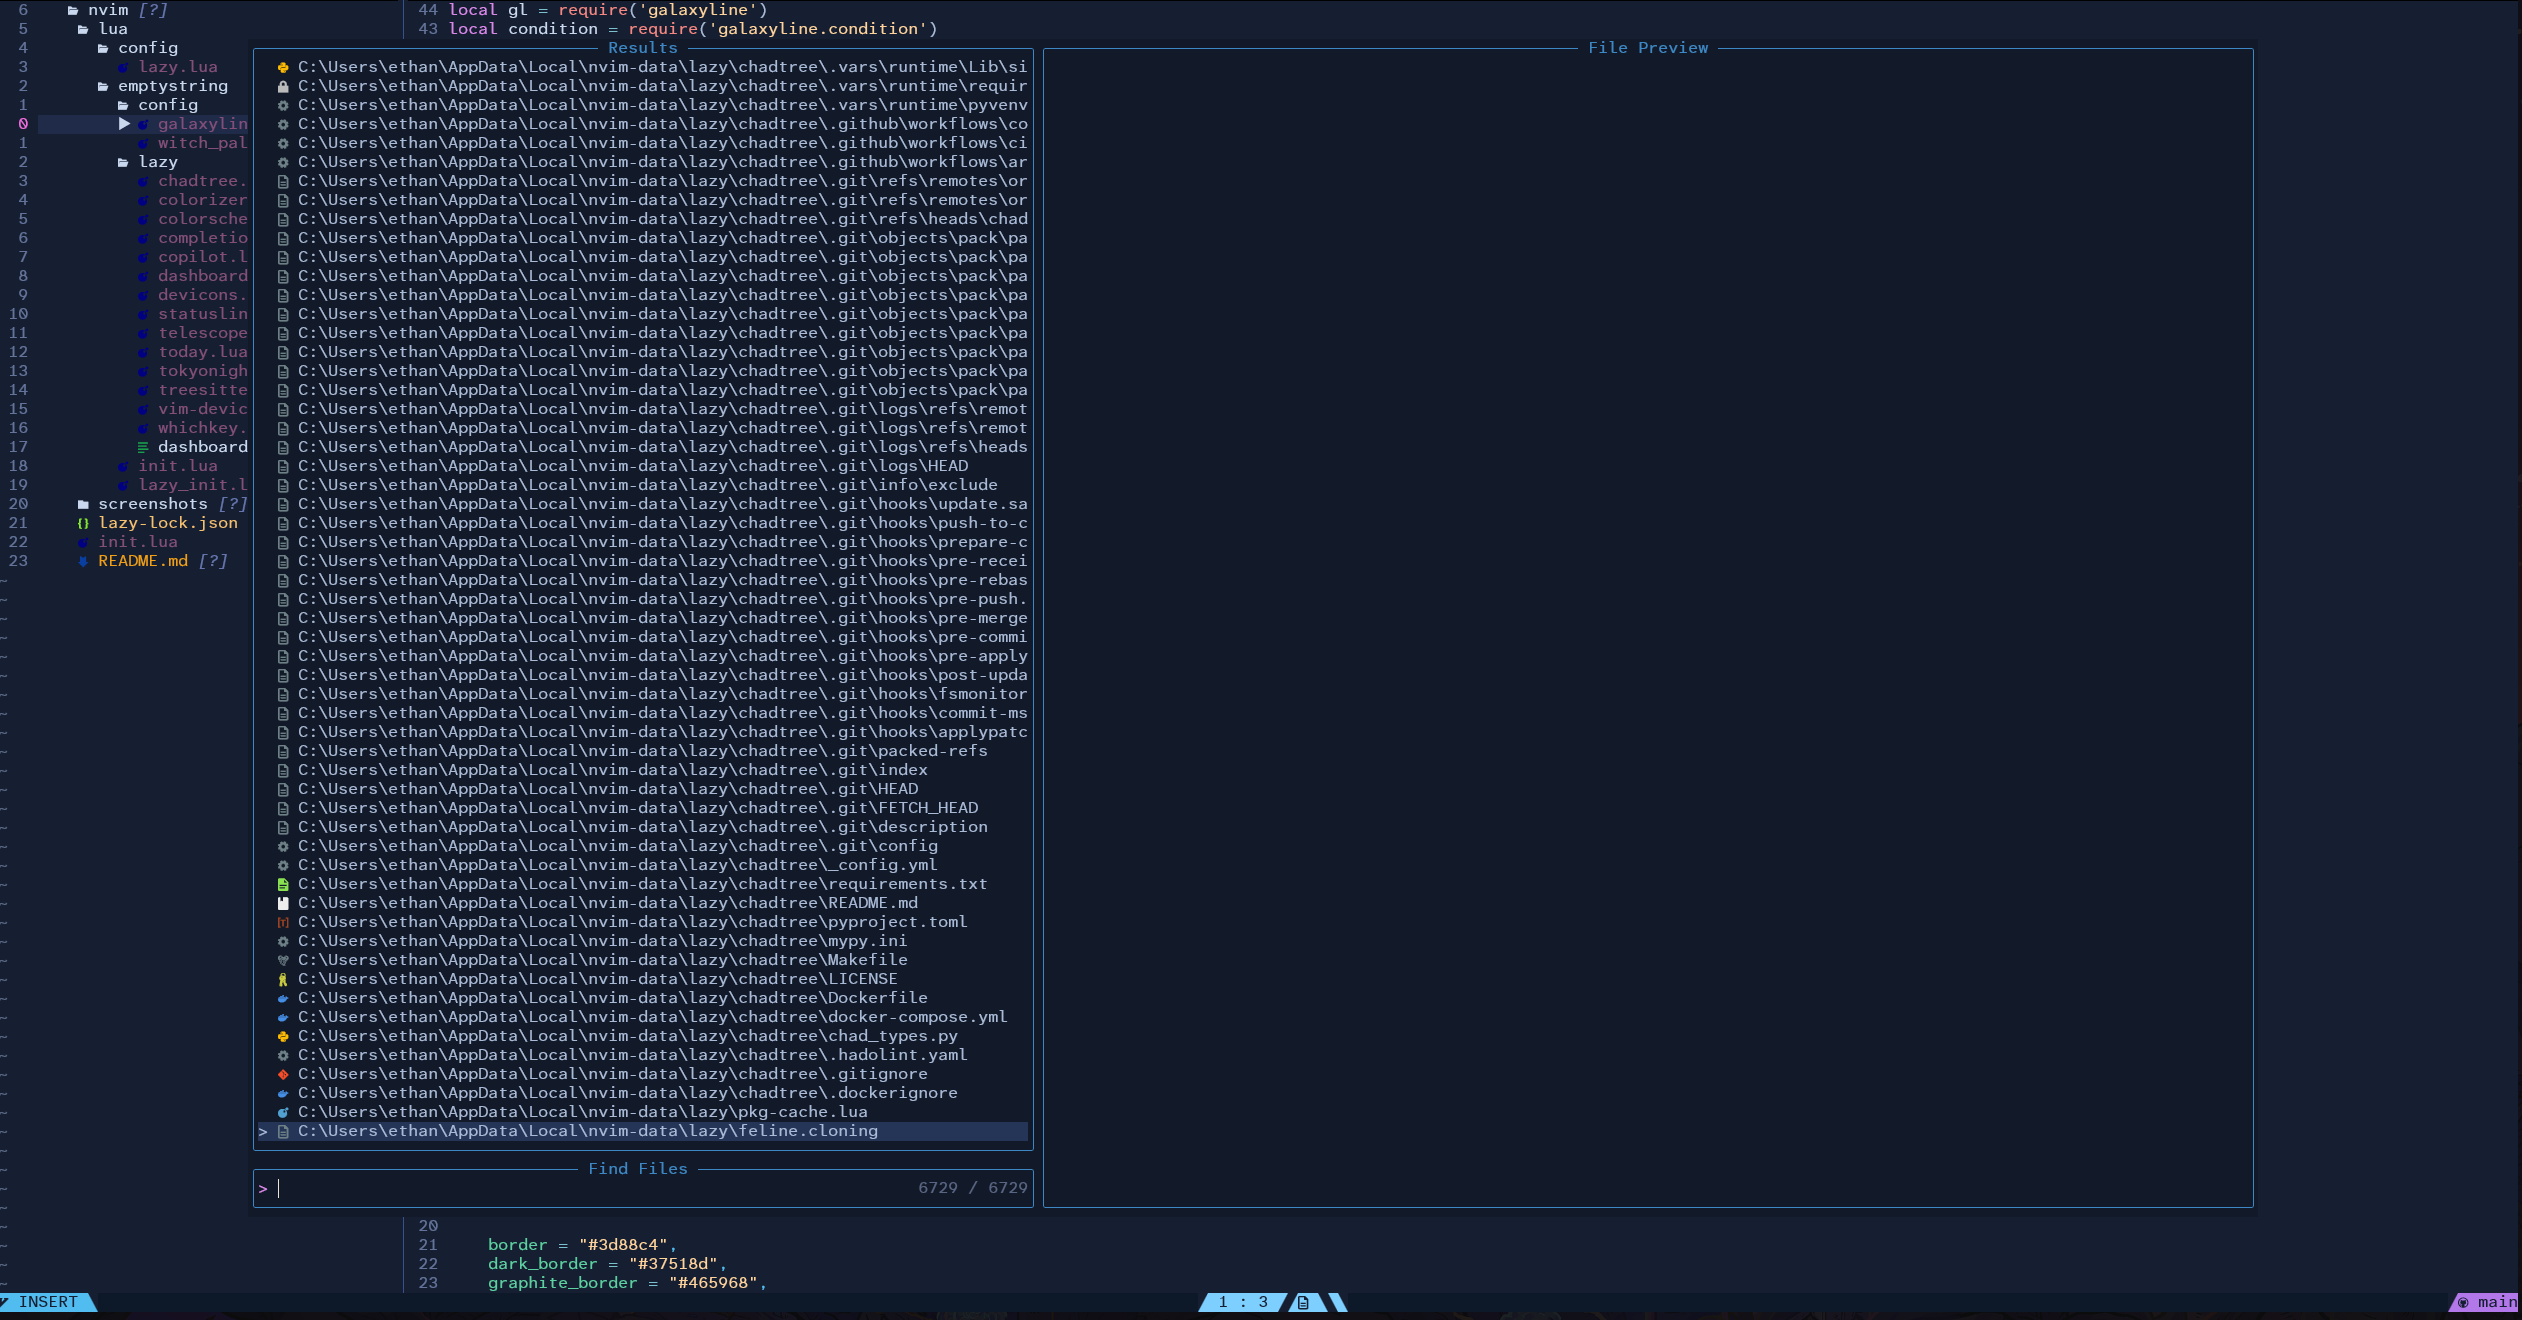 6 nvim [?]
5 lua
4 config
3 lazy.lua
2 emptystring
1 config
0 galaxylin
1 witch_pal
2 lazy
3 chadtree.
4 colorizer
5 colorsche
6 completio
7 copilot.l
8 dashboard
9 devicons.
10 statuslin
11 telescope
12 today.lua
13 tokyonigh
14 treesitte
15 vim-devic
16 whichkey.
17 dashboard
18 init.lua
19 lazy_init.l
20 screenshots [?]
21 {} lazy-lock.json
22 init.lua
23 README.md [?]
44 local gl = require('galaxyline')
43 local condition = require('galaxyline.condition')
Results
C:\Users\ethan\AppData\Local\nvim-data\lazy\chadtree\.vars\runtime\Lib\si
C:\Users\ethan\AppData\Local\nvim-data\lazy\chadtree\.vars\runtime\requir
C:\Users\ethan\AppData\Local\nvim-data\lazy\chadtree\.vars\runtime\pyvenv
C:\Users\ethan\AppData\Local\nvim-data\lazy\chadtree\.github\workflows\co
C:\Users\ethan\AppData\Local\nvim-data\lazy\chadtree\.github\workflows\ci
C:\Users\ethan\AppData\Local\nvim-data\lazy\chadtree\.github\workflows\ar
C:\Users\ethan\AppData\Local\nvim-data\lazy\chadtree\.git\refs\remotes\or
C:\Users\ethan\AppData\Local\nvim-data\lazy\chadtree\.git\refs\remotes\or
C:\Users\ethan\AppData\Local\nvim-data\lazy\chadtree\.git\refs\heads\chad
C:\Users\ethan\AppData\Local\nvim-data\lazy\chadtree\.git\objects\pack\pa
C:\Users\ethan\AppData\Local\nvim-data\lazy\chadtree\.git\objects\pack\pa
C:\Users\ethan\AppData\Local\nvim-data\lazy\chadtree\.git\objects\pack\pa
C:\Users\ethan\AppData\Local\nvim-data\lazy\chadtree\.git\objects\pack\pa
C:\Users\ethan\AppData\Local\nvim-data\lazy\chadtree\.git\objects\pack\pa
C:\Users\ethan\AppData\Local\nvim-data\lazy\chadtree\.git\objects\pack\pa
C:\Users\ethan\AppData\Local\nvim-data\lazy\chadtree\.git\objects\pack\pa
C:\Users\ethan\AppData\Local\nvim-data\lazy\chadtree\.git\objects\pack\pa
C:\Users\ethan\AppData\Local\nvim-data\lazy\chadtree\.git\objects\pack\pa
C:\Users\ethan\AppData\Local\nvim-data\lazy\chadtree\.git\logs\refs\remot
C:\Users\ethan\AppData\Local\nvim-data\lazy\chadtree\.git\logs\refs\remot
C:\Users\ethan\AppData\Local\nvim-data\lazy\chadtree\.git\logs\refs\heads
C:\Users\ethan\AppData\Local\nvim-data\lazy\chadtree\.git\logs\HEAD
C:\Users\ethan\AppData\Local\nvim-data\lazy\chadtree\.git\info\exclude
C:\Users\ethan\AppData\Local\nvim-data\lazy\chadtree\.git\hooks\update.sa
C:\Users\ethan\AppData\Local\nvim-data\lazy\chadtree\.git\hooks\push-to-c
C:\Users\ethan\AppData\Local\nvim-data\lazy\chadtree\.git\hooks\prepare-c
C:\Users\ethan\AppData\Local\nvim-data\lazy\chadtree\.git\hooks\pre-recei
C:\Users\ethan\AppData\Local\nvim-data\lazy\chadtree\.git\hooks\pre-rebas
C:\Users\ethan\AppData\Local\nvim-data\lazy\chadtree\.git\hooks\pre-push.
C:\Users\ethan\AppData\Local\nvim-data\lazy\chadtree\.git\hooks\pre-merge
C:\Users\ethan\AppData\Local\nvim-data\lazy\chadtree\.git\hooks\pre-commi
C:\Users\ethan\AppData\Local\nvim-data\lazy\chadtree\.git\hooks\pre-apply
C:\Users\ethan\AppData\Local\nvim-data\lazy\chadtree\.git\hooks\post-upda
C:\Users\ethan\AppData\Local\nvim-data\lazy\chadtree\.git\hooks\fsmonitor
C:\Users\ethan\AppData\Local\nvim-data\lazy\chadtree\.git\hooks\commit-ms
C:\Users\ethan\AppData\Local\nvim-data\lazy\chadtree\.git\hooks\applypatc
C:\Users\ethan\AppData\Local\nvim-data\lazy\chadtree\.git\packed-refs
C:\Users\ethan\AppData\Local\nvim-data\lazy\chadtree\.git\index
C:\Users\ethan\AppData\Local\nvim-data\lazy\chadtree\.git\HEAD
C:\Users\ethan\AppData\Local\nvim-data\lazy\chadtree\.git\FETCH_HEAD
C:\Users\ethan\AppData\Local\nvim-data\lazy\chadtree\.git\description
C:\Users\ethan\AppData\Local\nvim-data\lazy\chadtree\.git\config
C:\Users\ethan\AppData\Local\nvim-data\lazy\chadtree\_config.yml
C:\Users\ethan\AppData\Local\nvim-data\lazy\chadtree\requirements.txt
C:\Users\ethan\AppData\Local\nvim-data\lazy\chadtree\README.md
C:\Users\ethan\AppData\Local\nvim-data\lazy\chadtree\pyproject.toml
C:\Users\ethan\AppData\Local\nvim-data\lazy\chadtree\mypy.ini
C:\Users\ethan\AppData\Local\nvim-data\lazy\chadtree\Makefile
C:\Users\ethan\AppData\Local\nvim-data\lazy\chadtree\LICENSE
C:\Users\ethan\AppData\Local\nvim-data\lazy\chadtree\Dockerfile
C:\Users\ethan\AppData\Local\nvim-data\lazy\chadtree\docker-compose.yml
C:\Users\ethan\AppData\Local\nvim-data\lazy\chadtree\chad_types.py
C:\Users\ethan\AppData\Local\nvim-data\lazy\chadtree\.hadolint.yaml
C:\Users\ethan\AppData\Local\nvim-data\lazy\chadtree\.gitignore
C:\Users\ethan\AppData\Local\nvim-data\lazy\chadtree\.dockerignore
C:\Users\ethan\AppData\Local\nvim-data\lazy\pkg-cache.lua
> C:\Users\ethan\AppData\Local\nvim-data\lazy\feline.cloning
Find Files
> 6729 / 6729
File Preview
20
21 border = "#3d88c4",
22 dark_border = "#37518d",
23 graphite_border = "#465968",
INSERT
1 : 3
main